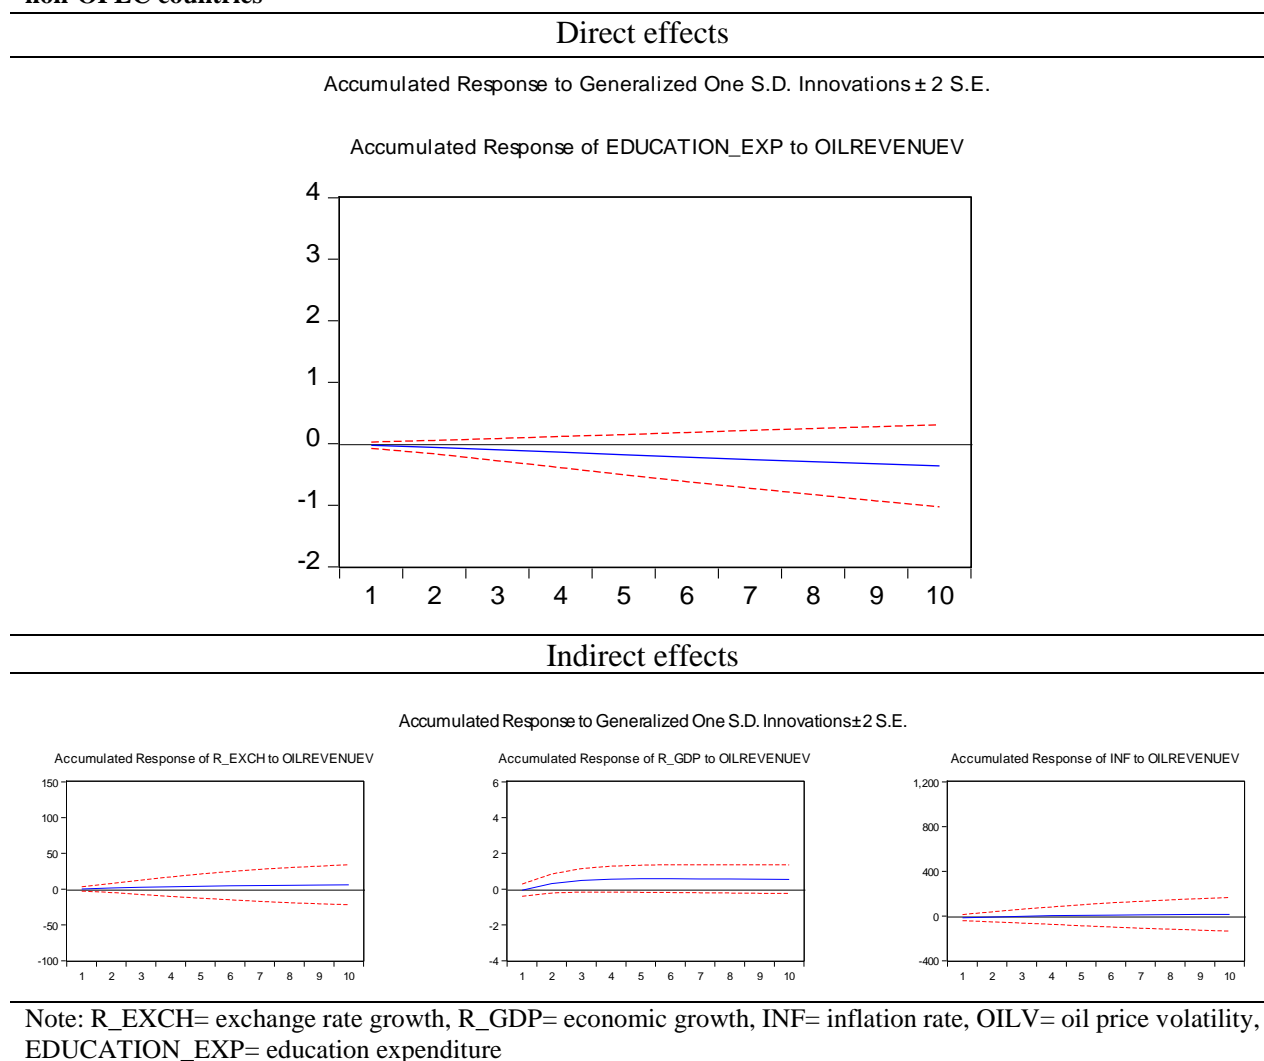 non-OPEC countries
Direct effects
Accumulated Response to Generalized One S.D. Innovations ± 2 S.E.
Accumulated Response of EDUCATION_EXP to OILREVENUEV
4
3
2
1
0
-1
-2
1 2 3 4 5 6 7 8 9 10
Indirect effects
Accumulated Response to Generalized One S.D. Innovations ± 2 S.E.
Accumulated Response of R_EXCH to OILREVENUEV
150
100
50
0
-50
-100
1 2 3 4 5 6 7 8 9 10
Accumulated Response of R_GDP to OILREVENUEV
6
4
2
0
-2
-4
1 2 3 4 5 6 7 8 9 10
Accumulated Response of INF to OILREVENUEV
1,200
800
400
0
-400
1 2 3 4 5 6 7 8 9 10
Note: R_EXCH= exchange rate growth, R_GDP= economic growth, INF= inflation rate, OILV= oil price volatility,
EDUCATION_EXP= education expenditure